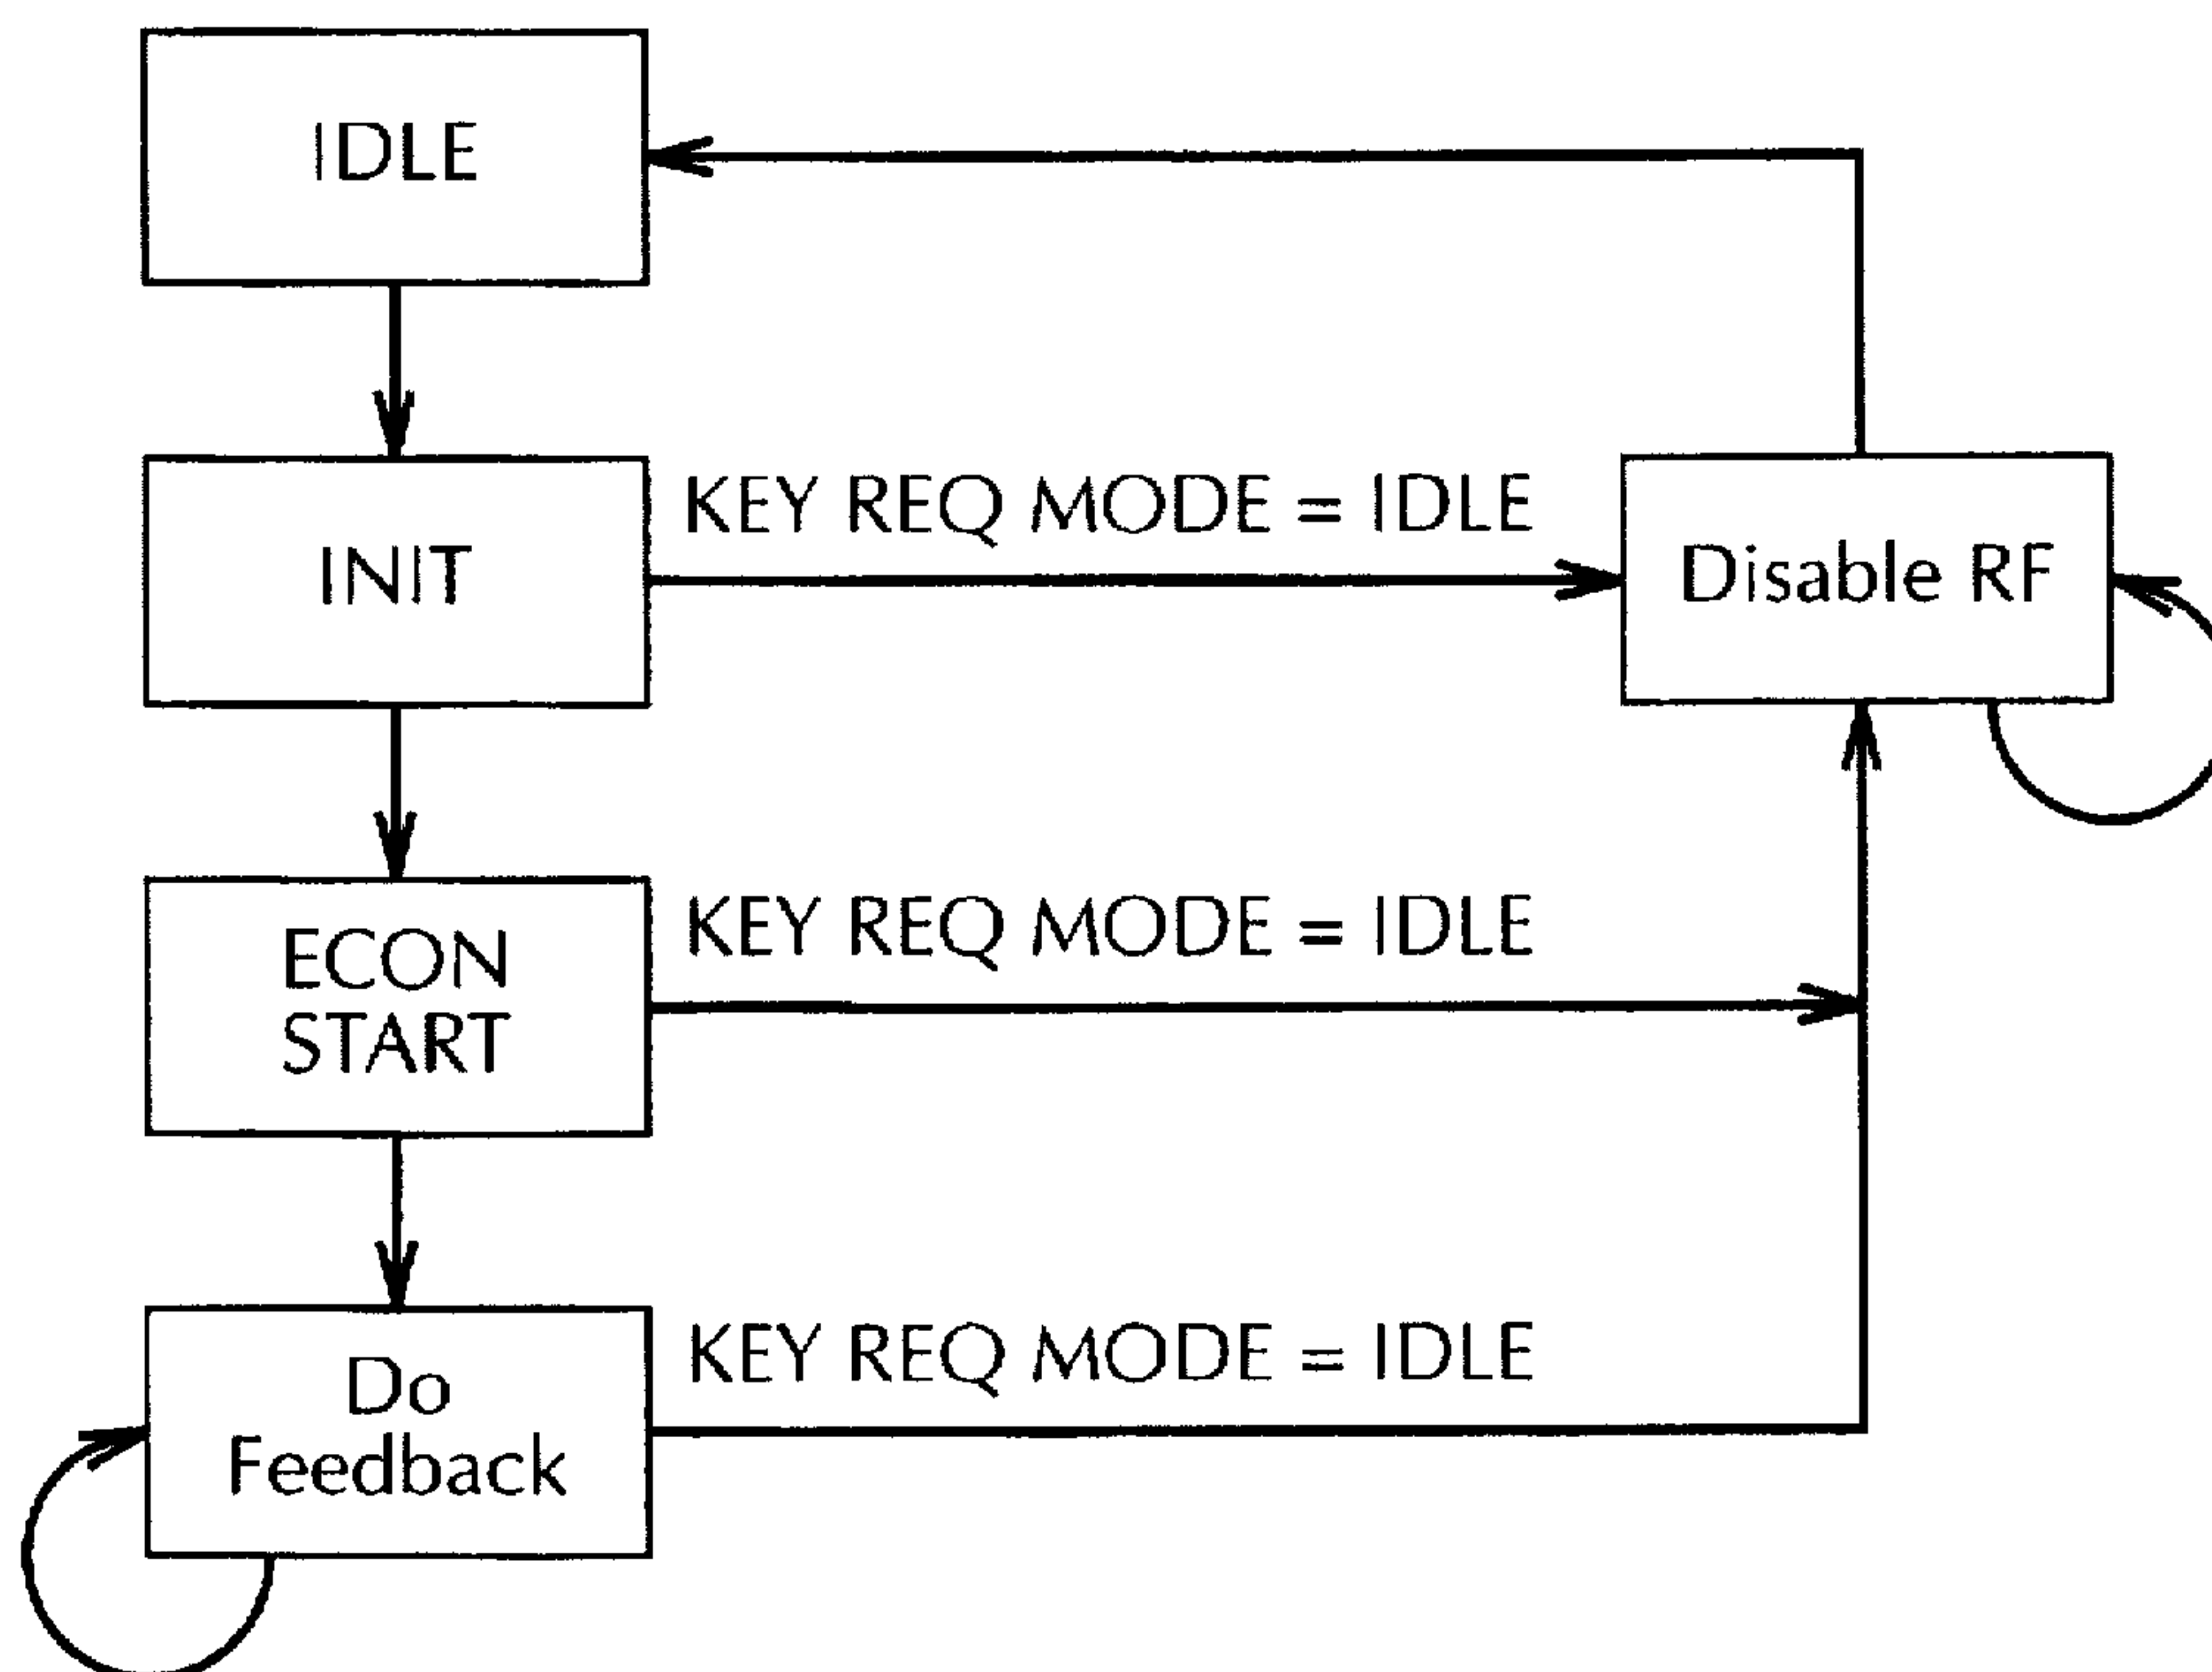 IDLE
KEY REQ MODE = IDLE
INIT
Disable RF
KEY REQ MODE = IDLE
ECON
START
KEY REQ MODE = IDLE
Do
Feedback